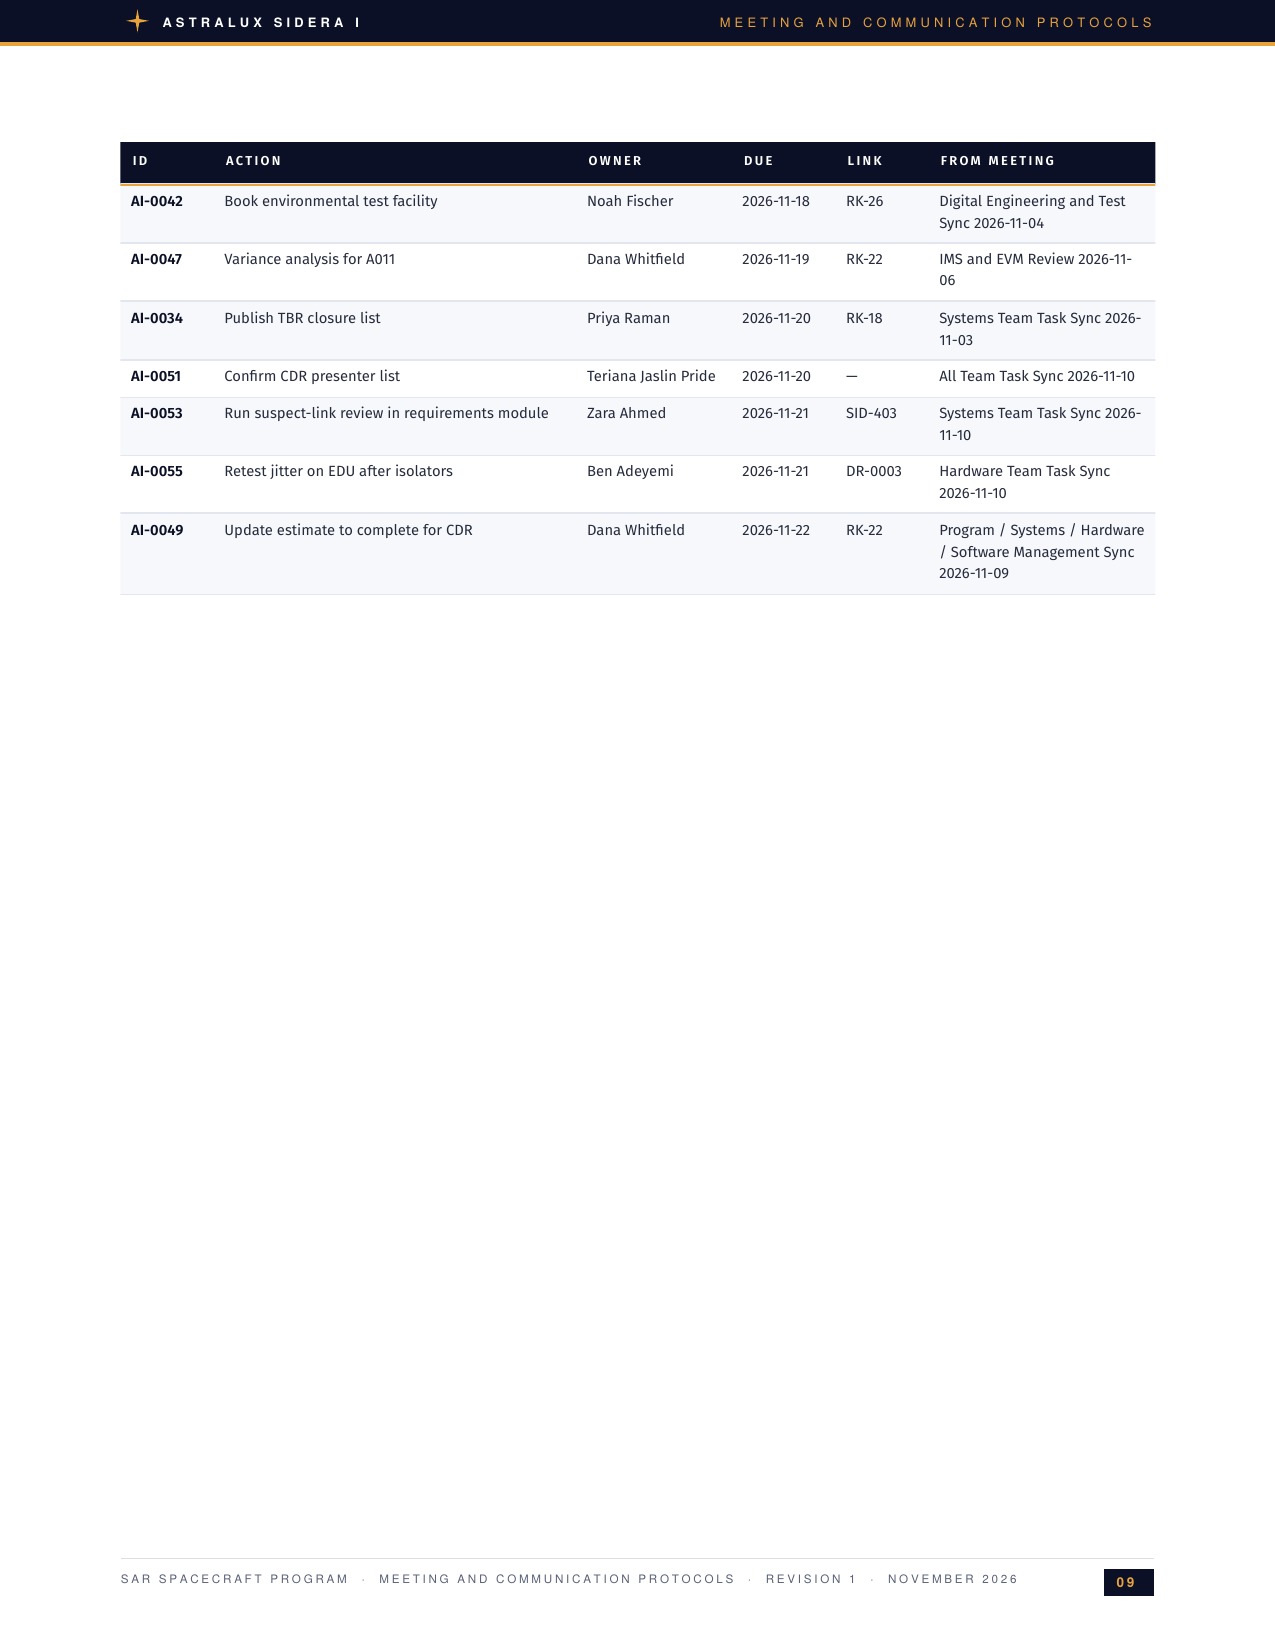 ASTRALUX SIDERA I
MEETING AND COMMUNICATION PROTOCOLS
ID ACTION OWNER DUE LINK FROM MEETING
AI-0042 Book environmental test facility Noah Fischer 2026-11-18 RK-26 Digital Engineering and Test
Sync 2026-11-04
AI-0047 Variance analysis for A011 Dana Whitfield 2026-11-19 RK-22 IMS and EVM Review 2026-11-
06
AI-0034 Publish TBR closure list Priya Raman 2026-11-20 RK-18 Systems Team Task Sync 2026-
11-03
AI-0051 Confirm CDR presenter list Teriana Jaslin Pride 2026-11-20 — All Team Task Sync 2026-11-10
AI-0053 Run suspect-link review in requirements module Zara Ahmed 2026-11-21 SID-403 Systems Team Task Sync 2026-
11-10
AI-0055 Retest jitter on EDU after isolators Ben Adeyemi 2026-11-21 DR-0003 Hardware Team Task Sync
2026-11-10
AI-0049 Update estimate to complete for CDR Dana Whitfield 2026-11-22 RK-22 Program / Systems / Hardware
/ Software Management Sync
2026-11-09
SAR SPACECRAFT PROGRAM · MEETING AND COMMUNICATION PROTOCOLS · REVISION 1 · NOVEMBER 2026
09